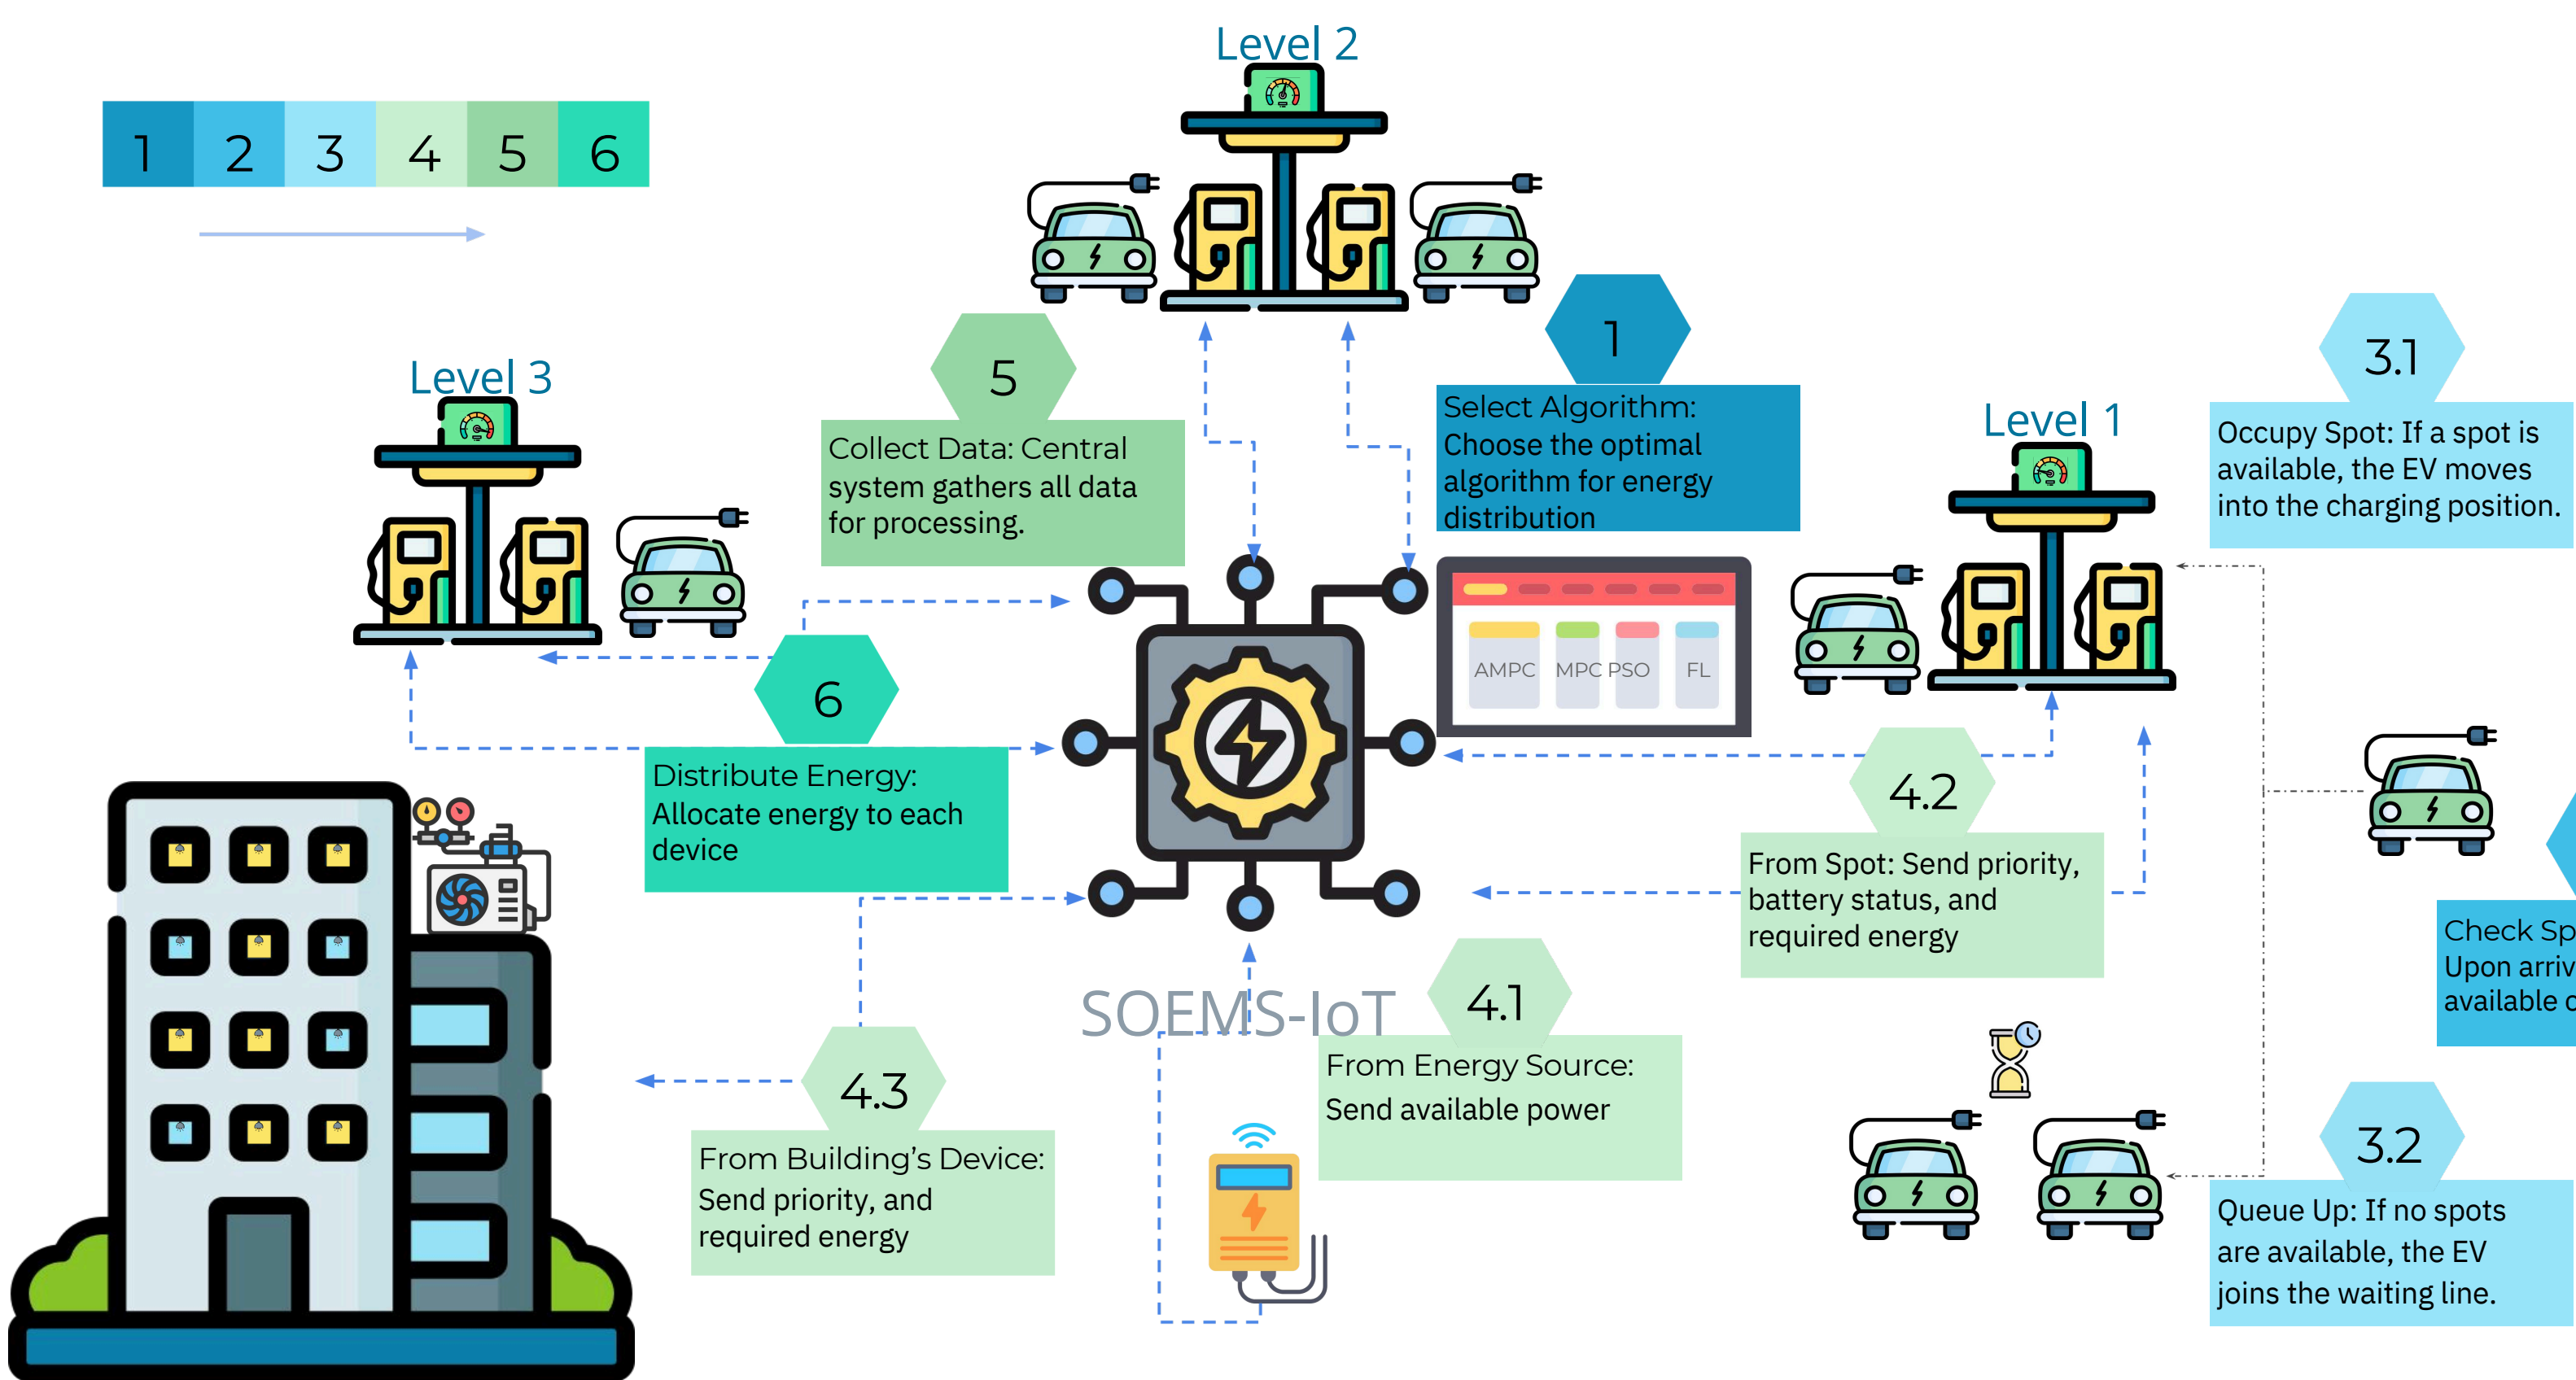 Level 2
1 2 3 4 5 6
1
3.1
5
Level 3
Select Algorithm:
Choose the optimal
algorithm for energy
distribution
Level 1
Occupy Spot: If a spot is
available, the EV moves
into the charging position.
Collect Data: Central
system gathers all data
for processing.
AMPC MPC PSO FL
6
Distribute Energy:
Allocate energy to each
device
4.2
From Spot: Send priority,
battery status, and
required energy
Check
Upon
available
SOEMS-IoT
4.1
From Energy Source:
Send available power
4.3
From Building's Device:
Send priority, and
required energy
3.2
Queue Up: If no spots
are available, the EV
joins the waiting line.